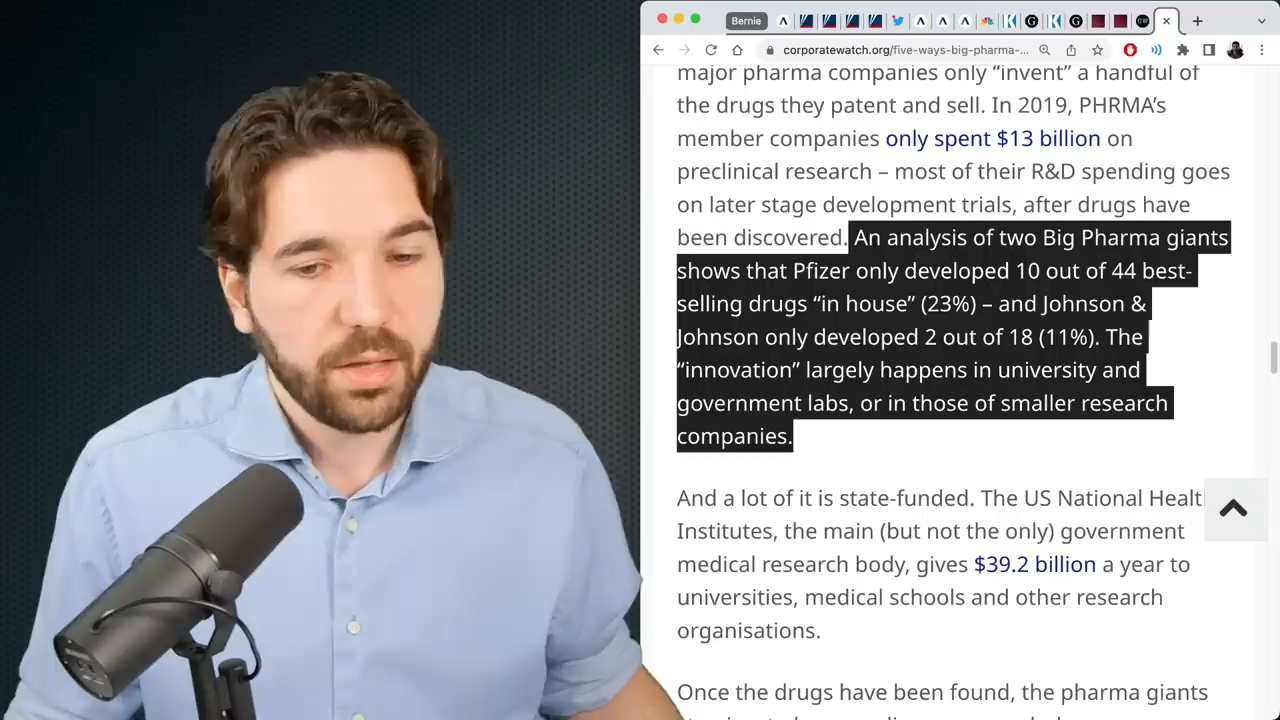 Bernie
corporatewatch.org/five-ways-big-pharma-...
major pharma companies only “invent” a handful of
the drugs they patent and sell. In 2019, PHRMA’s
member companies only spent $13 billion on
preclinical research – most of their R&D spending goes
on later stage development trials, after drugs have
been discovered. An analysis of two Big Pharma giants
shows that Pfizer only developed 10 out of 44 best-
selling drugs “in house” (23%) – and Johnson &
Johnson only developed 2 out of 18 (11%). The
“innovation” largely happens in university and
government labs, or in those of smaller research
companies.
And a lot of it is state-funded. The US National Healt
Institutes, the main (but not the only) government
medical research body, gives $39.2 billion a year to
universities, medical schools and other research
organisations.
Once the drugs have been found, the pharma giants